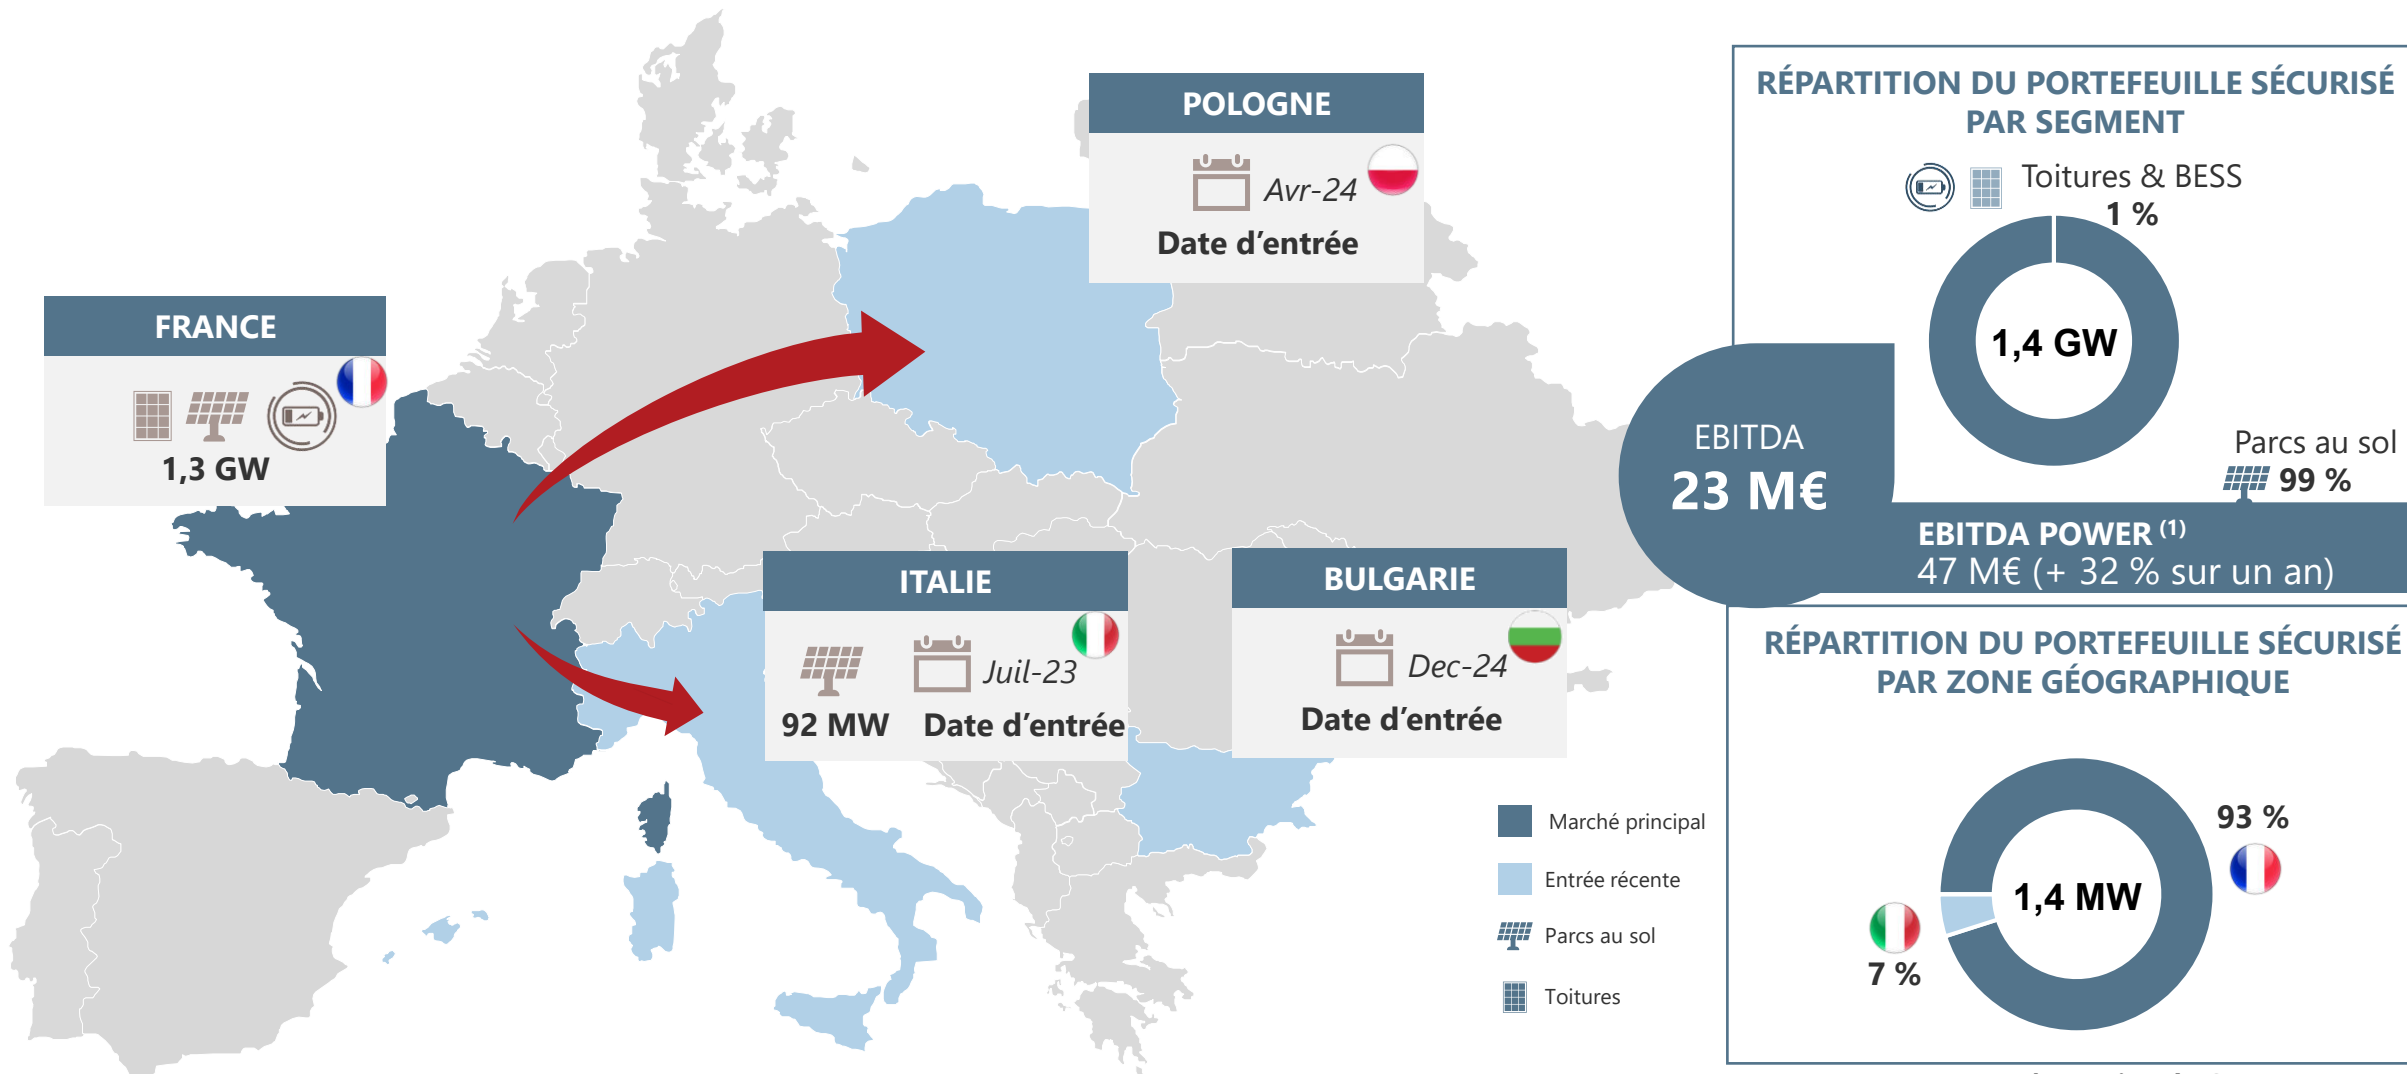 FRANCE
1,3 GW
POLOGNE
Avr-24
Date d'entrée
ITALIE
Juil-23
92 MW
Date d'entrée
BULGARIE
Dec-24
Date d'entrée
Marché principal
Entrée récente
Parcs au sol
Toitures
RÉPARTITION DU PORTEFEUILLE SÉCURISÉ
PAR SEGMENT
Toitures & BESS
1 %
1,4 GW
Parcs au sol
99 %
EBITDA
23 M€
EBITDA POWER (1)
47 M€ (+ 32 % sur un an)
RÉPARTITION DU PORTEFEUILLE SÉCURISÉ
PAR ZONE GÉOGRAPHIQUE
93 %
1,4 MW
7 %